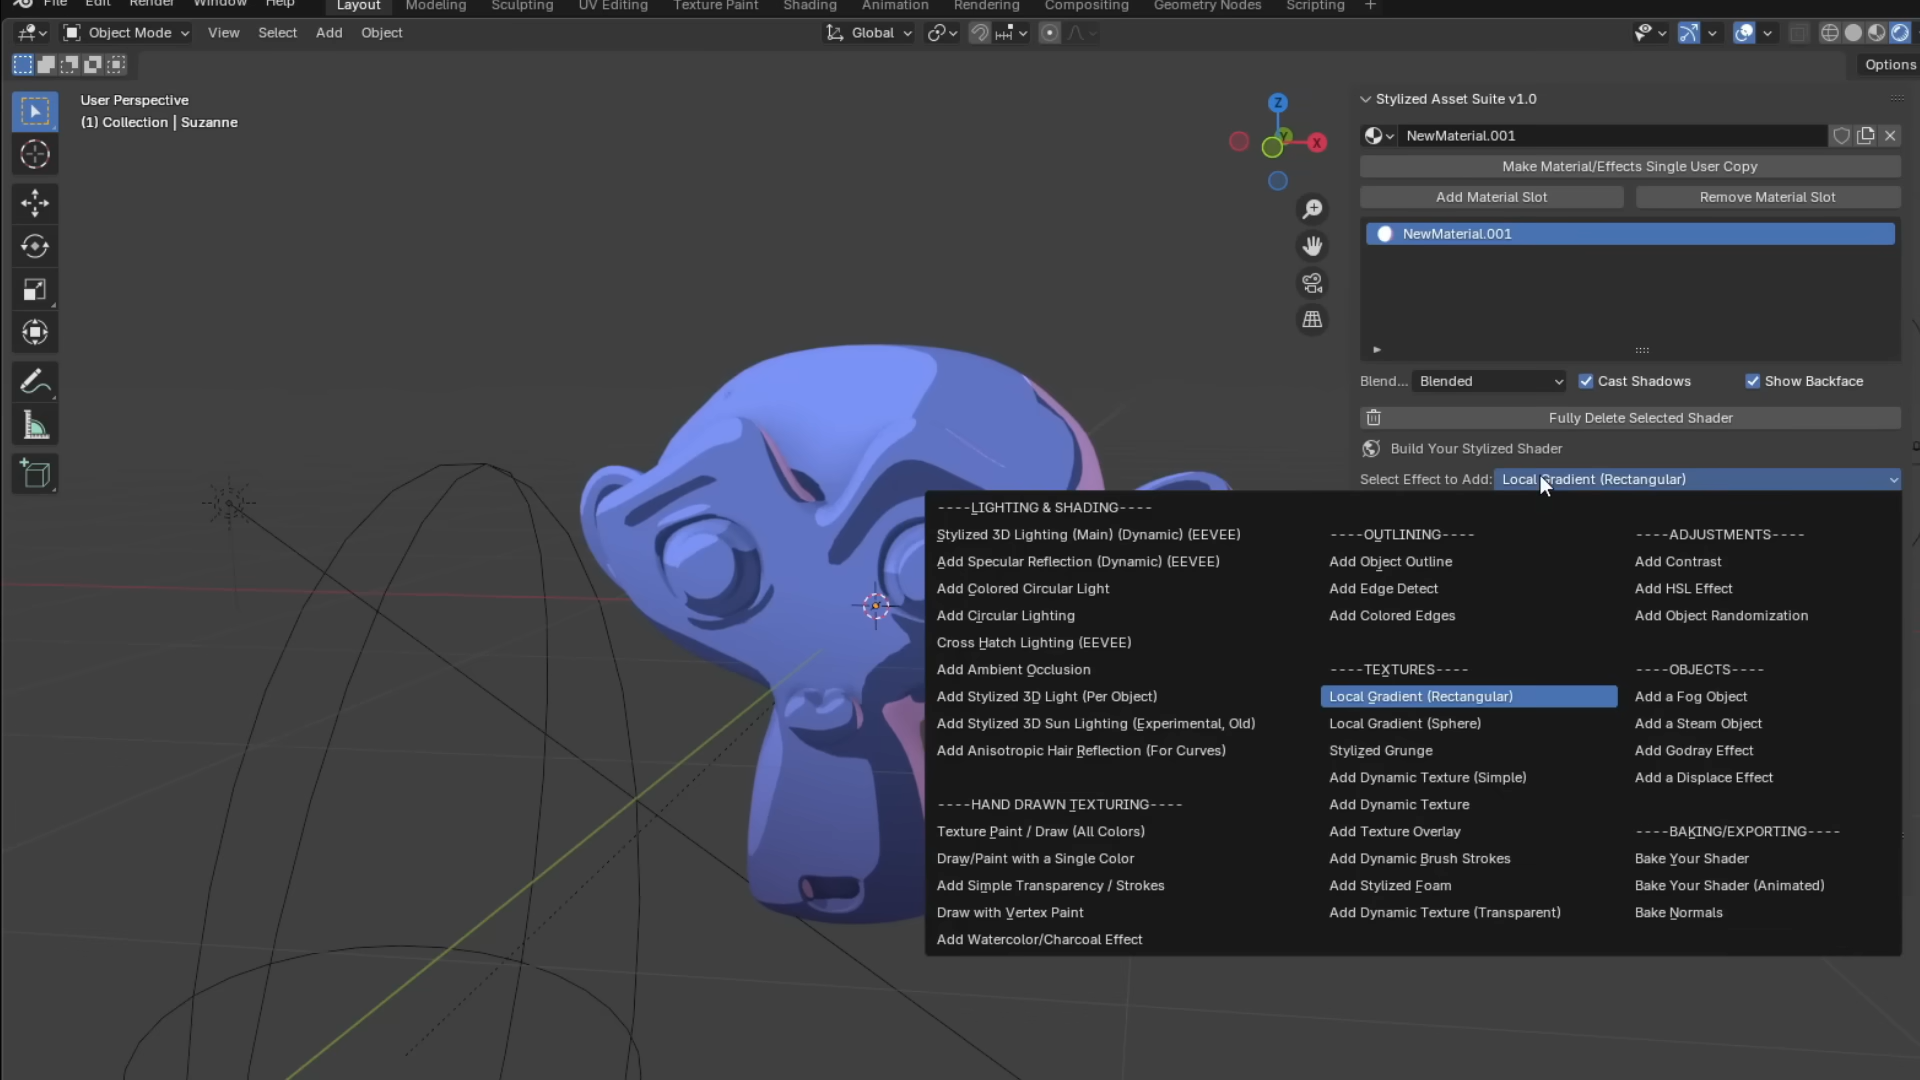 File Edit Render Window Help Layout Modeling Sculpting UV Editing Texture Paint Shading Animation Rendering Compositing Geometry Nodes Scripting +
Object Mode View Select Add Object Global
Options
User Perspective
(1) Collection | Suzanne
Z
Y
X
Stylized Asset Suite v1.0
NewMaterial.001
Make Material/Effects Single User Copy
Add Material Slot Remove Material Slot
NewMaterial.001
Blend... Blended Cast Shadows Show Backface
Fully Delete Selected Shader
Build Your Stylized Shader
Select Effect to Add: Local Gradient (Rectangular)
----LIGHTING & SHADING----
Stylized 3D Lighting (Main) (Dynamic) (EEVEE)
Add Specular Reflection (Dynamic) (EEVEE)
Add Colored Circular Light
Add Circular Lighting
Cross Hatch Lighting (EEVEE)
Add Ambient Occlusion
Add Stylized 3D Light (Per Object)
Add Stylized 3D Sun Lighting (Experimental, Old)
Add Anisotropic Hair Reflection (For Curves)
----HAND DRAWN TEXTURING----
Texture Paint / Draw (All Colors)
Draw/Paint with a Single Color
Add Simple Transparency / Strokes
Draw with Vertex Paint
Add Watercolor/Charcoal Effect
----OUTLINING----
Add Object Outline
Add Edge Detect
Add Colored Edges
----TEXTURES----
Local Gradient (Rectangular)
Local Gradient (Sphere)
Stylized Grunge
Add Dynamic Texture (Simple)
Add Dynamic Texture
Add Texture Overlay
Add Dynamic Brush Strokes
Add Stylized Foam
Add Dynamic Texture (Transparent)
----ADJUSTMENTS----
Add Contrast
Add HSL Effect
Add Object Randomization
----OBJECTS----
Add a Fog Object
Add a Steam Object
Add Godray Effect
Add a Displace Effect
----BAKING/EXPORTING----
Bake Your Shader
Bake Your Shader (Animated)
Bake Normals